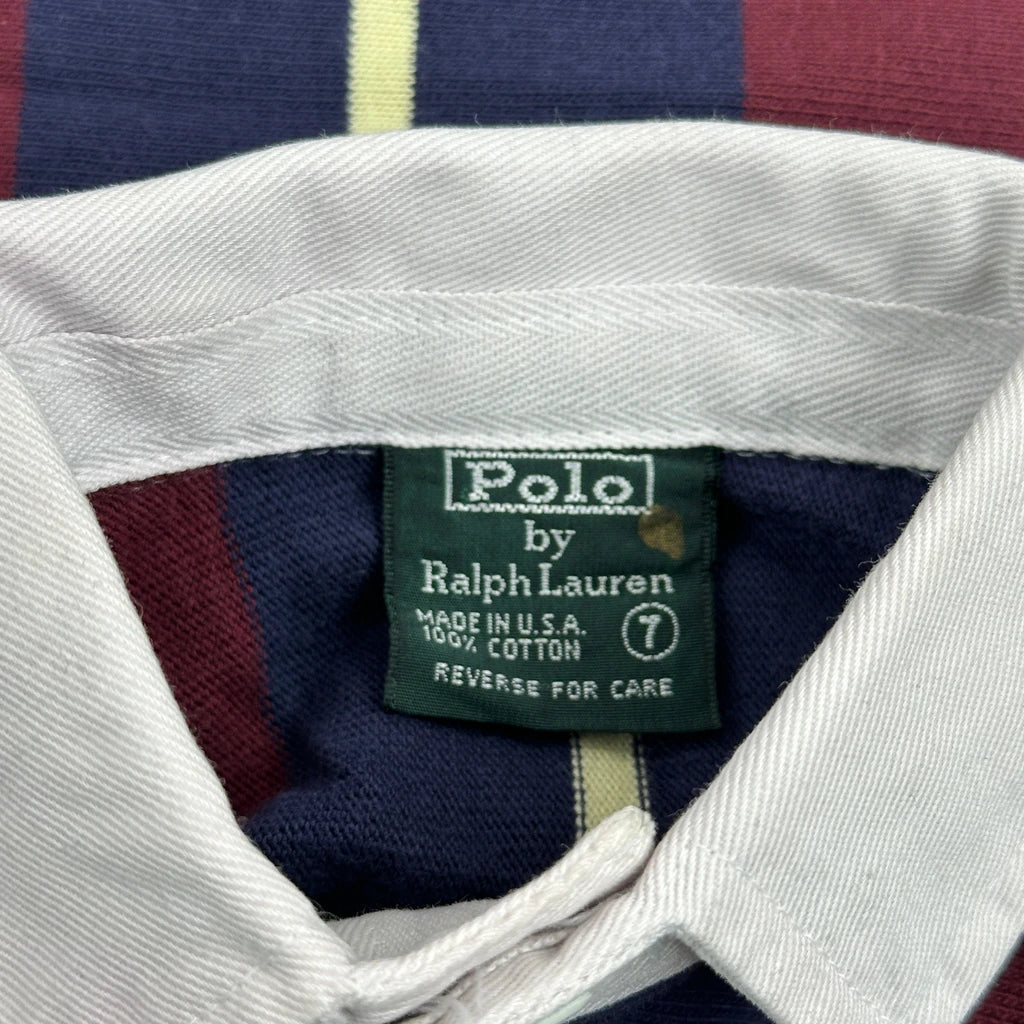 Polo
by
Ralph Lauren
MADE IN U.S.A.
100% COTTON
7
REVERSE FOR CARE